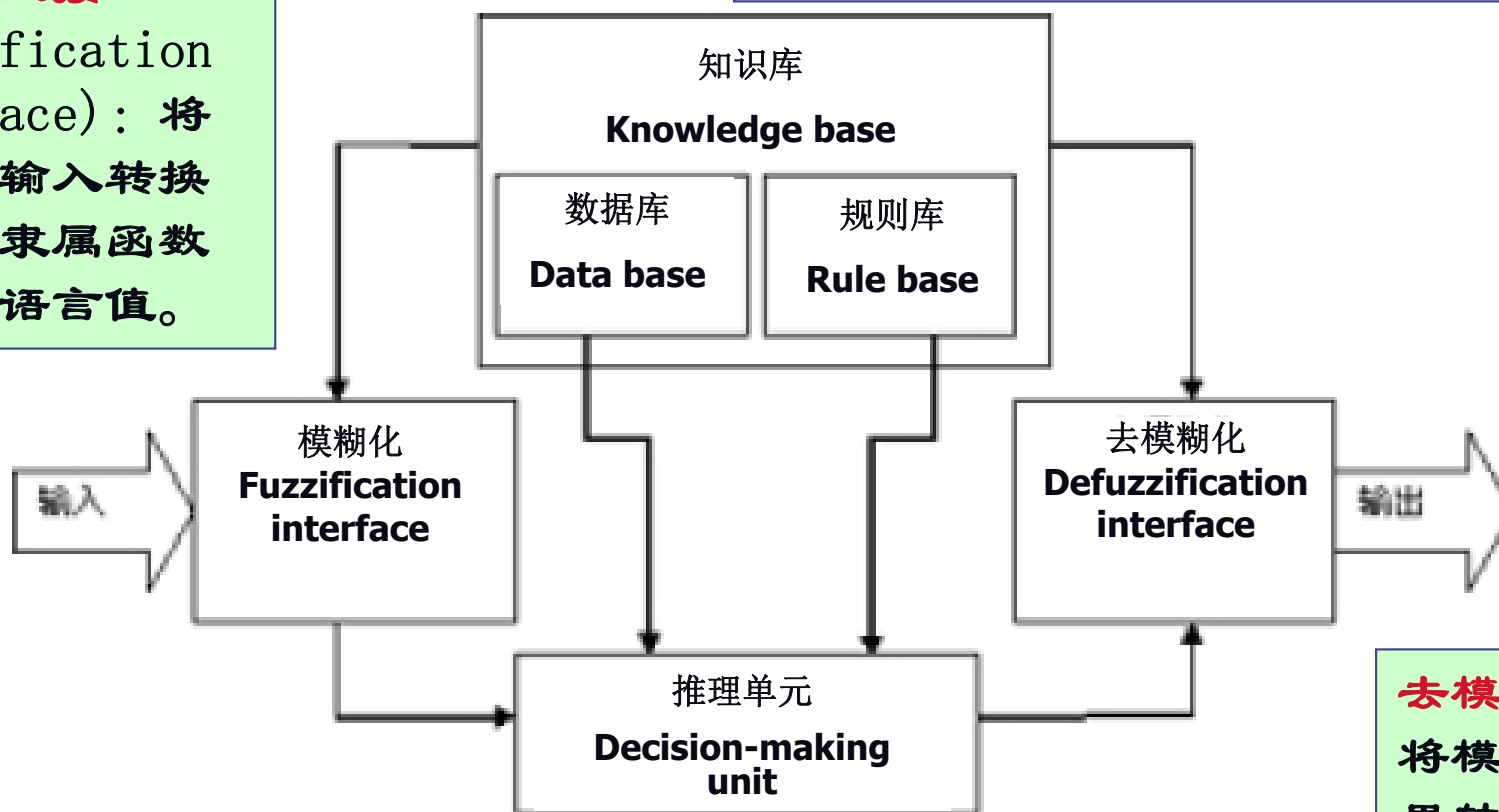 fication
ace): 将
输入转换
隶属函数
语言值。
知识库
Knowledge base
数据库
Data base
规则库
Rule base
模糊化
Fuzzification
interface
去模糊化
Defuzzification
interface
输入
输出
推理单元
Decision-making
unit
去模
将模